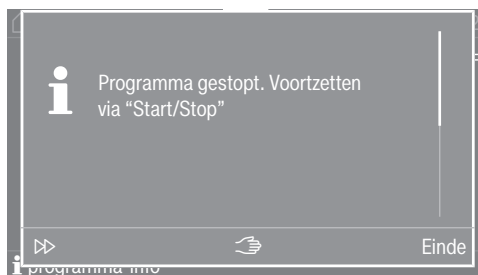 Programma gestopt. Voortzetten
via “Start/Stop”
Einde
programma-info